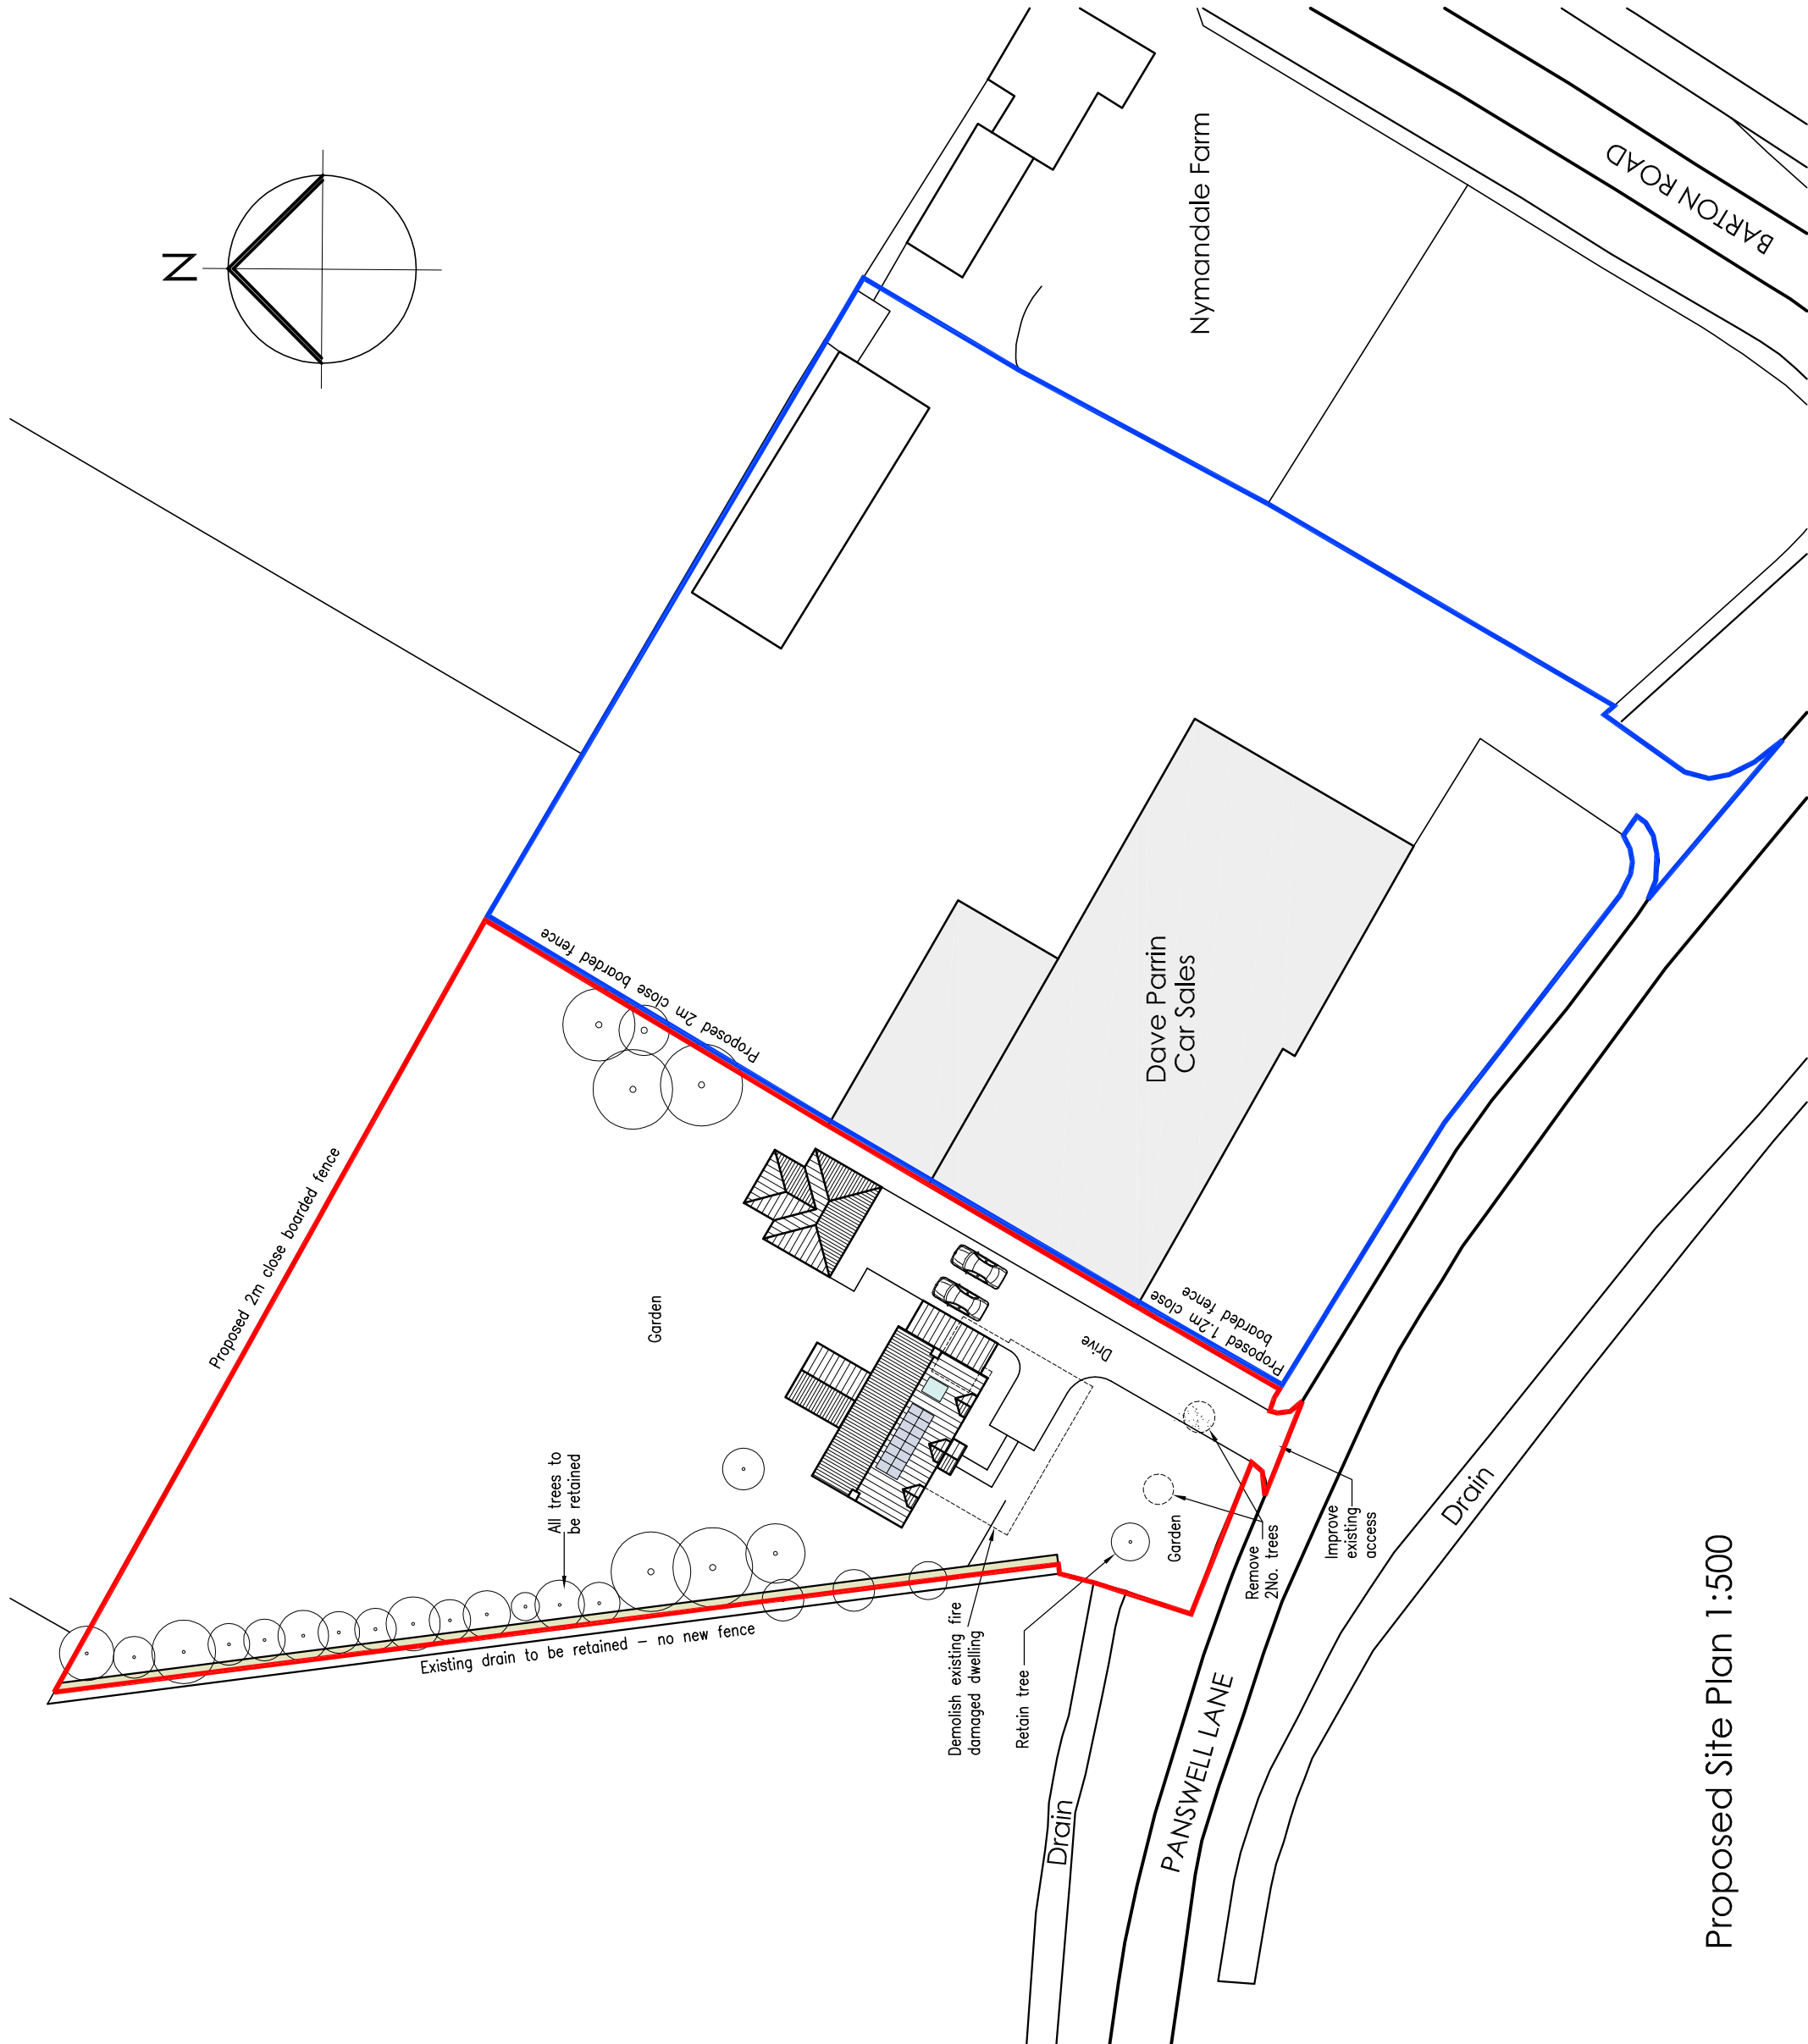 N
Nymandale Farm
BARTON ROAD
Proposed 2m close boarded fence
Proposed 2m close boarded fence
Dave Parrin
Car Sales
Garden
Drive
Proposed 1.2m close
boarded fence
All trees to
be retained
Existing drain to be retained – no new fence
Demolish existing fire
damaged dwelling
Retain tree
Garden
Remove
2No. trees
Improve
existing
access
Drain
Drain
PANSWELL LANE
Proposed Site Plan 1:500